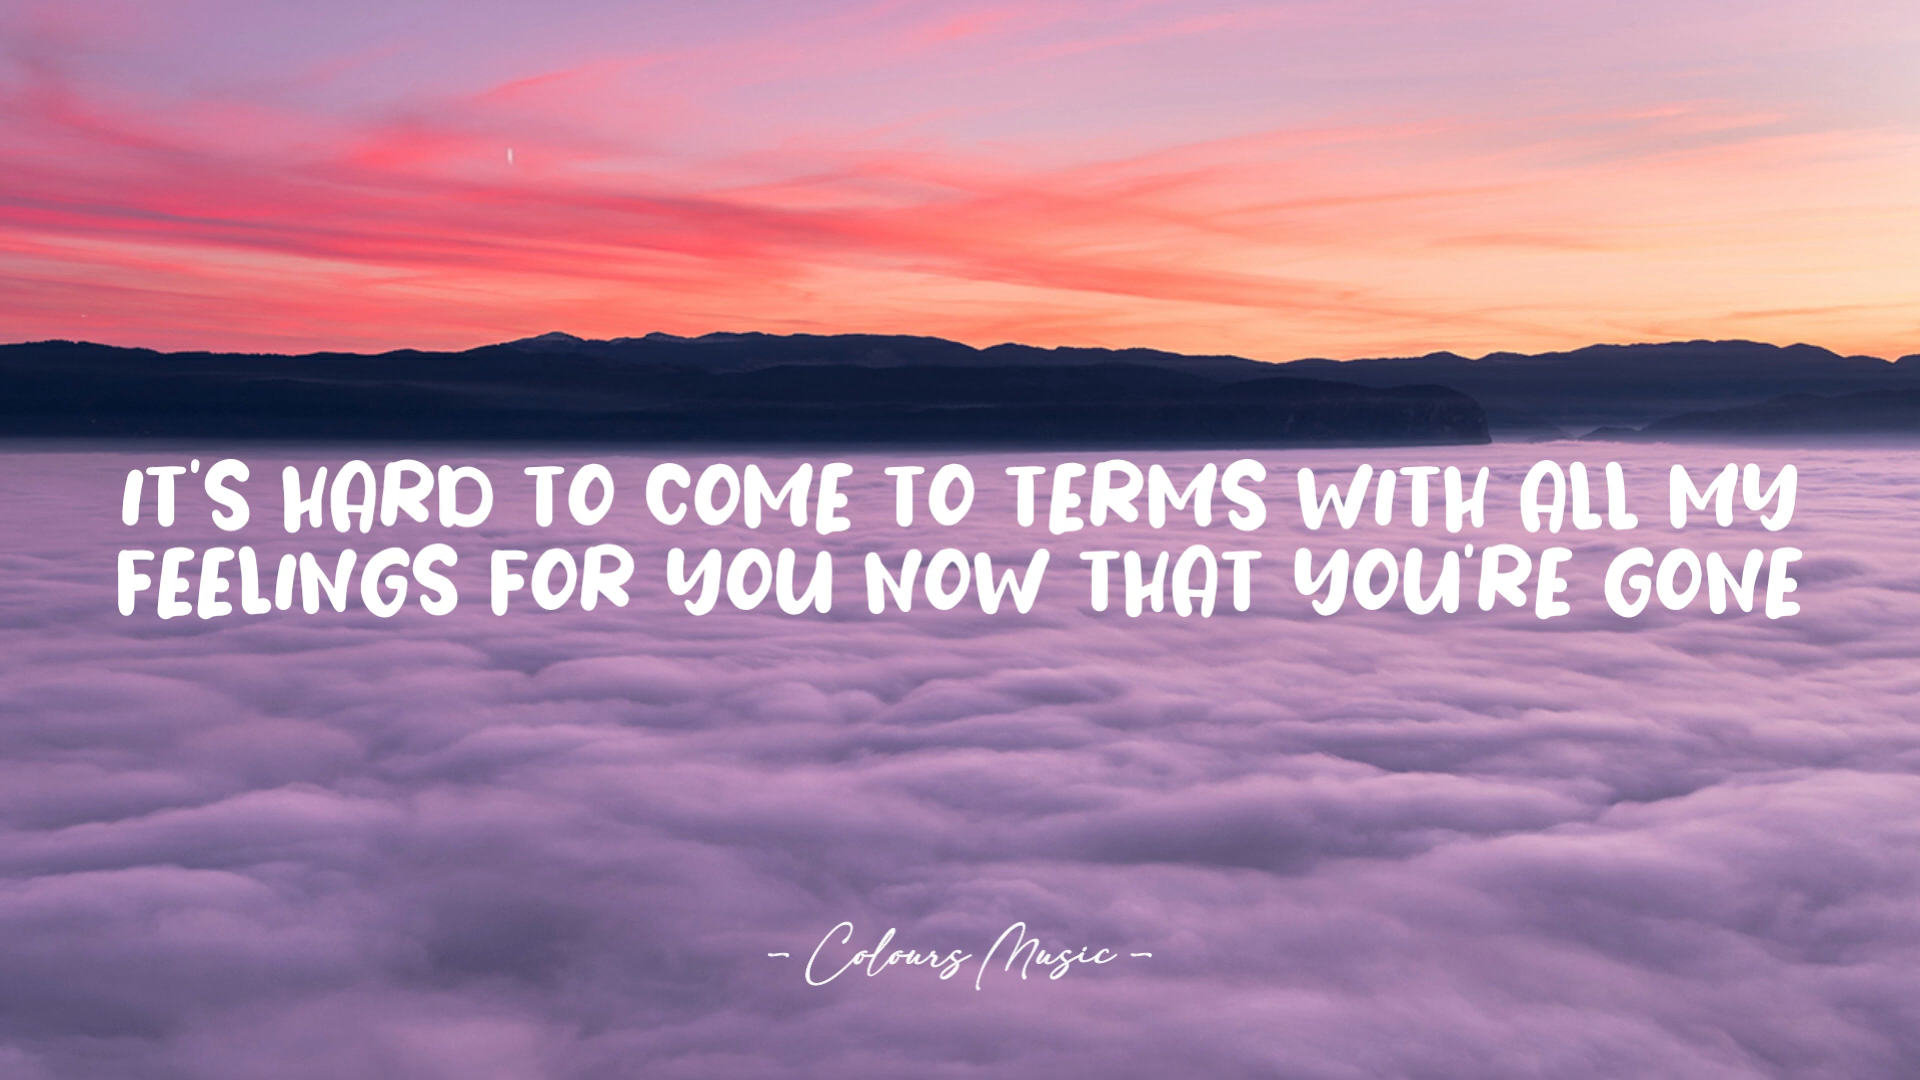 IT'S HARD TO COME TO TERMS WITH ALL MY
FEELINGS FOR YOU NOW THAT YOU'RE GONE
- Colours Music -